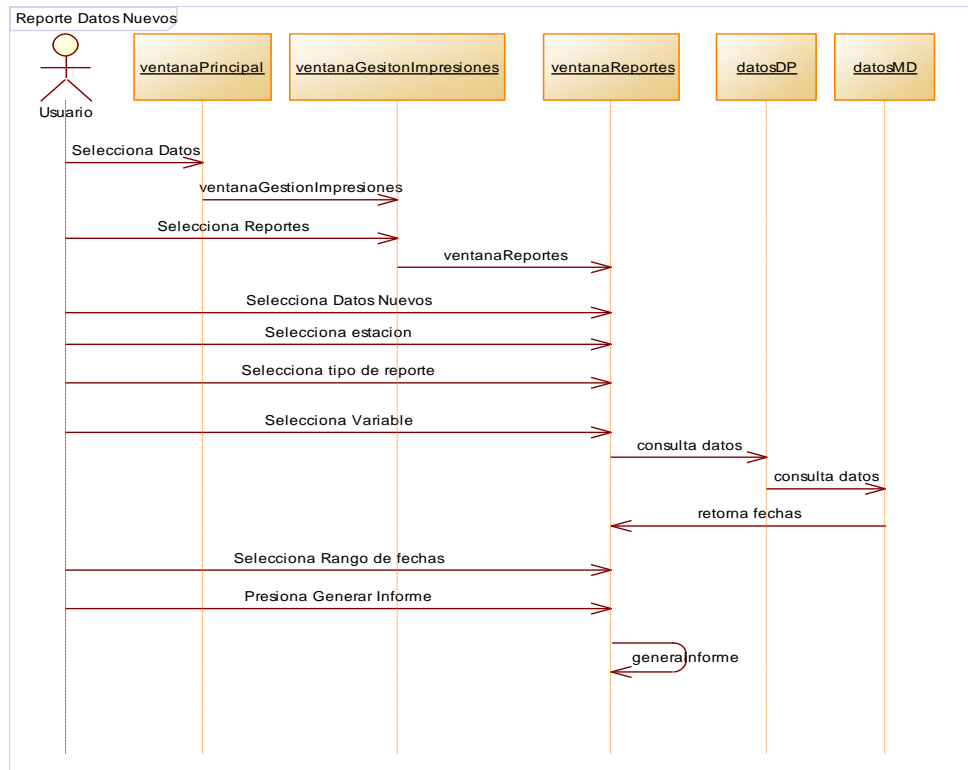 Reporte Datos Nuevos
ventanaPrincipal
ventanaGesitonImpresiones
ventanaReportes
datosDP
datosMD
Usuario
Selecciona Datos
ventanaGestionImpresiones
Selecciona Reportes
ventanaReportes
Selecciona Datos Nuevos
Selecciona estacion
Selecciona tipo de reporte
Selecciona Variable
consulta datos
consulta datos
retorna fechas
Selecciona Rango de fechas
Presiona Generar Informe
generaInforme